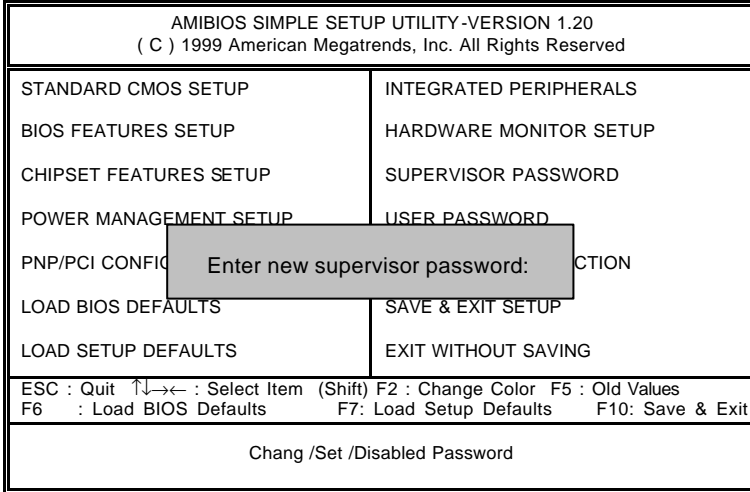 AMIBIOS SIMPLE SETUP UTILITY-VERSION 1.20
( C ) 1999 American Megatrends, Inc. All Rights Reserved
STANDARD CMOS SETUP
BIOS FEATURES SETUP
CHIPSET FEATURES SETUP
POWER MANAGEMENT SETUP
PNP/PCI
LOAD BIOS DEFAULTS
LOAD SETUP DEFAULTS
INTEGRATED PERIPHERALS
HARDWARE MONITOR SETUP
SUPERVISOR PASSWORD
USER PASSWORD
SAVE & EXIT SETUP
EXIT WITHOUT SAVING
Enter new supervisor password:
ESC : Quit ↑↓→← : Select Item (Shift) F2 : Change Color F5 : Old Values
F6 : Load BIOS Defaults F7: Load Setup Defaults F10: Save & Exit
Chang /Set /Disabled Password